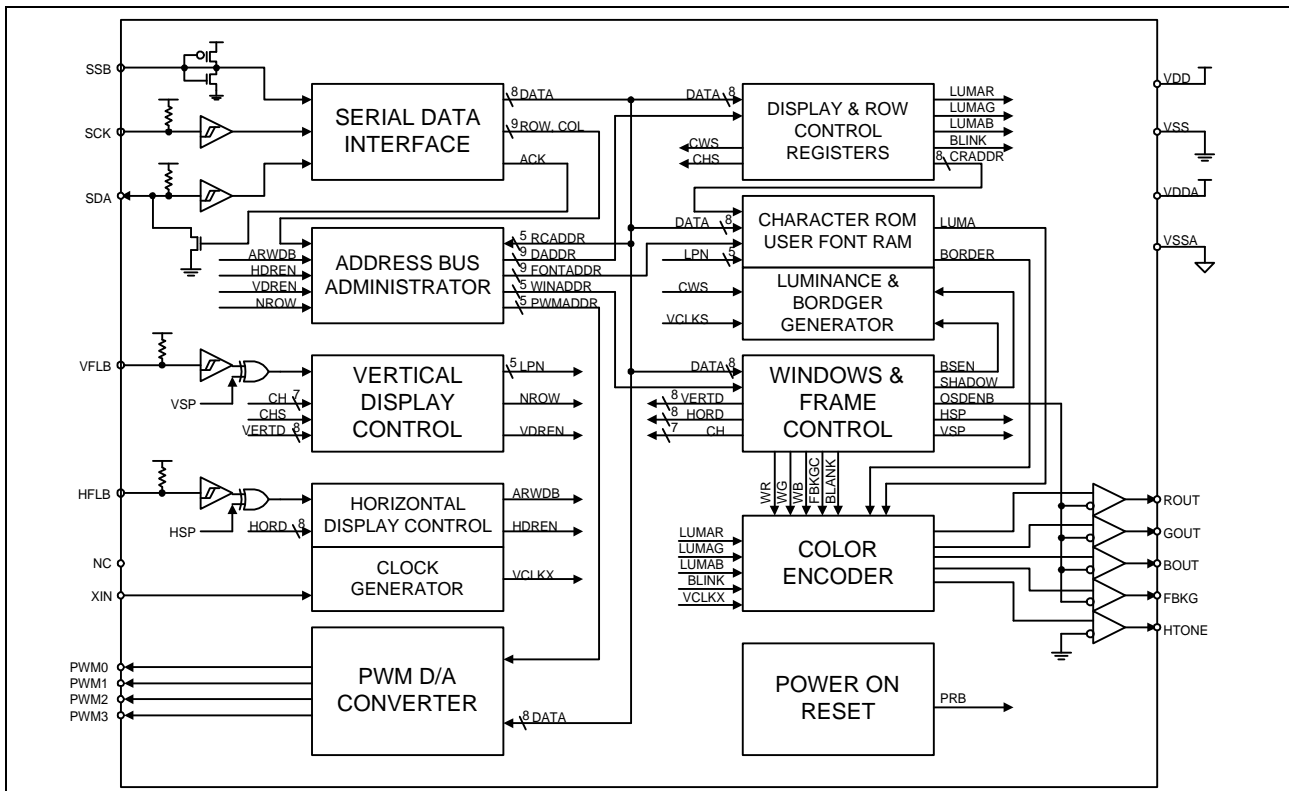 SSB
SCK
SDA
SERIAL DATA
INTERFACE
8 DATA
9 ROW, COL
ACK
DATA 8
DISPLAY & ROW
CONTROL
REGISTERS
CWS
CHS
LUMAR
LUMAG
LUMAB
BLINK
8 CRADDR
VDD
VSS
VDDA
VSSA
ARWDB
HDREN
VDREN
NROW
ADDRESS BUS
ADMINISTRATOR
5 RCADDR
9 DADDR
9 FONTADDR
5 WINADDR
5 PWMADDR
DATA 8
LPN 5
CWS
VCLKS
CHARACTER ROM
USER FONT RAM
LUMINANCE &
BORDGER
GENERATOR
LUMA
BORDER
VFLB
VSP
CH 7
CHS
VERTD 8
VERTICAL
DISPLAY
CONTROL
5 LPN
NROW
VDREN
DATA 8
8 VERTD
8 HORD
7 CH
WINDOWS &
FRAME
CONTROL
BSEN
SHADOW
OSDENB
HSP
VSP
WR
WG
WB
FBKGC
BLANK
HFLB
HSP
HORD 8
NC
XIN
HORIZONTAL
DISPLAY CONTROL
CLOCK
GENERATOR
ARWDB
HDREN
VCLKX
LUMAR
LUMAG
LUMAB
BLINK
VCLKX
COLOR
ENCODER
ROUT
GOUT
BOUT
FBKG
HTONE
PWM0
PWM1
PWM2
PWM3
PWM D/A
CONVERTER
8 DATA
POWER ON
RESET
PRB